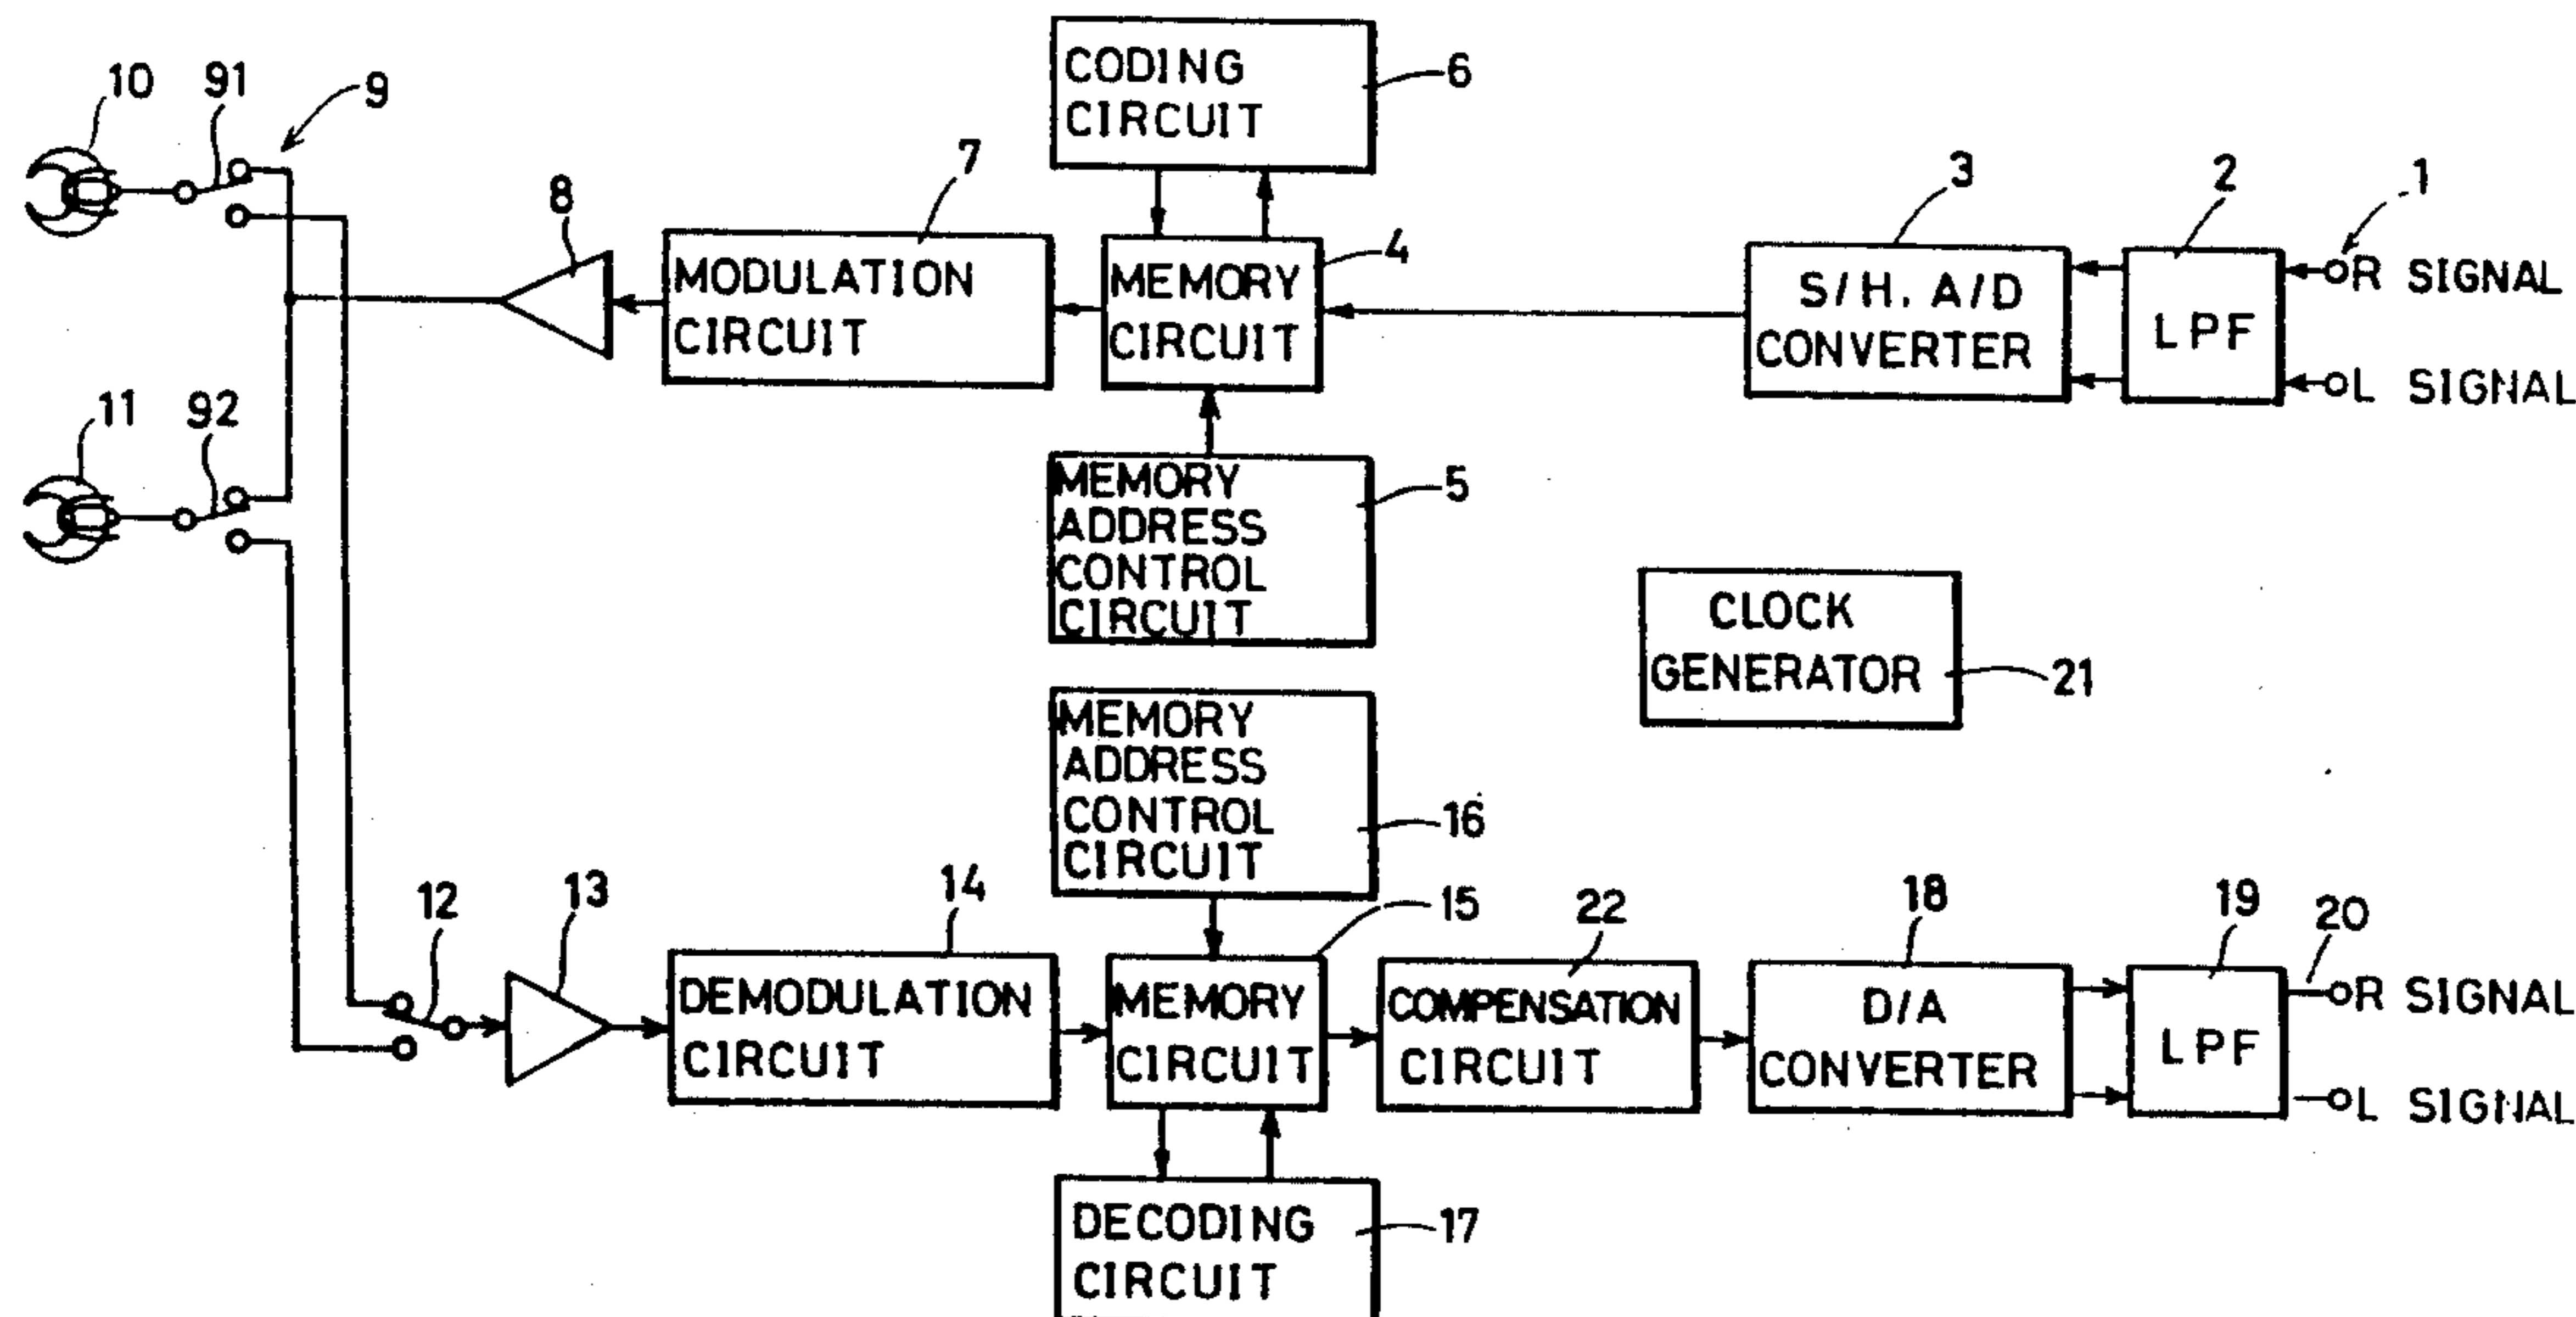 CODING
CIRCUIT
6
10
91
9
7
8
3
2
1
MODULATION
CIRCUIT
MEMORY
CIRCUIT
4
S/H. A/D
CONVERTER
LPF
R SIGNAL
L SIGNAL
11
92
MEMORY
ADDRESS
CONTROL
CIRCUIT
5
CLOCK
GENERATOR
21
MEMORY
ADDRESS
CONTROL
CIRCUIT
16
12
13
14
15
22
18
19
20
DEMODULATION
CIRCUIT
MEMORY
CIRCUIT
COMPENSATION
CIRCUIT
D/A
CONVERTER
LPF
R SIGNAL
L SIGNAL
DECODING
CIRCUIT
17